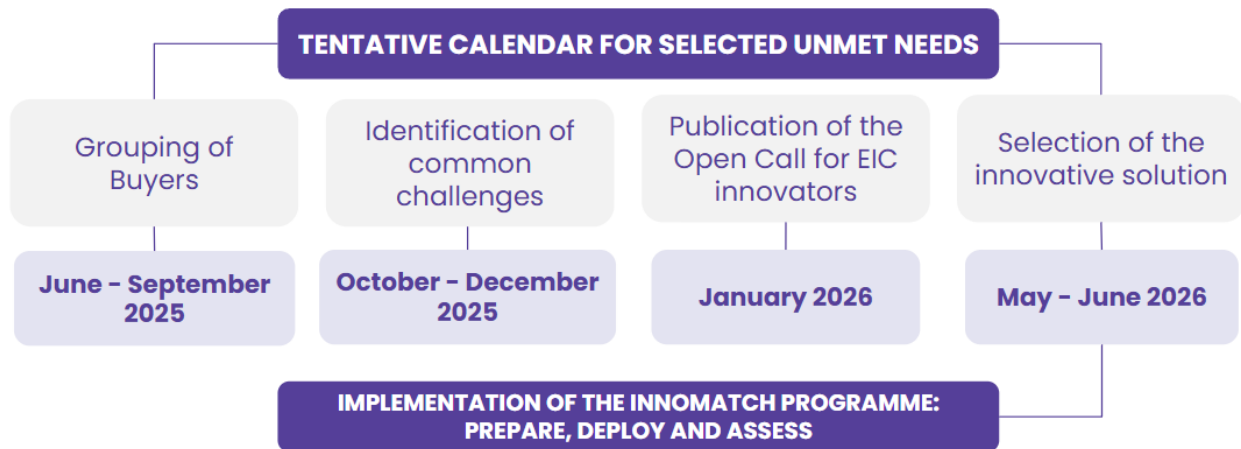 TENTATIVE CALENDAR FOR SELECTED UNMET NEEDS
Grouping of
Buyers
Identification of
common
challenges
Publication of the
Open Call for EIC
innovators
Selection of the
innovative solution
June - September
2025
October - December
2025
January 2026
May - June 2026
IMPLEMENTATION OF THE INNOMATCH PROGRAMME:
PREPARE, DEPLOY AND ASSESS